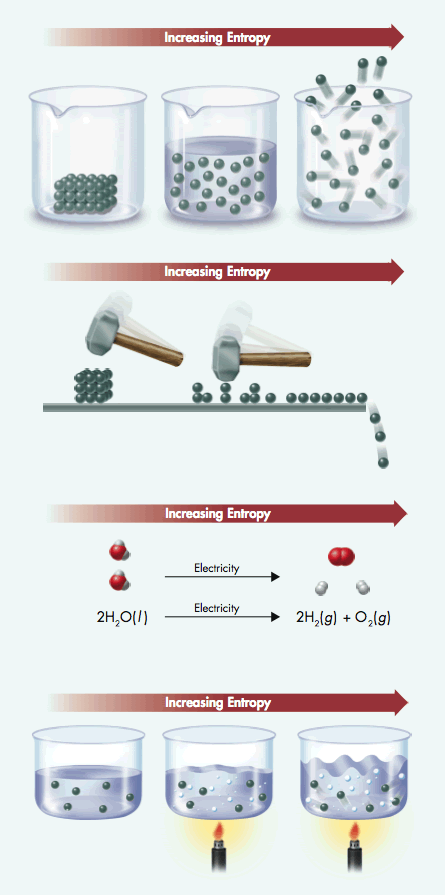 Increasing Entropy
Increasing Entropy
Increasing Entropy
Electricity
2H₂O(l) Electricity 2H₂(g) + O₂(g)
Increasing Entropy